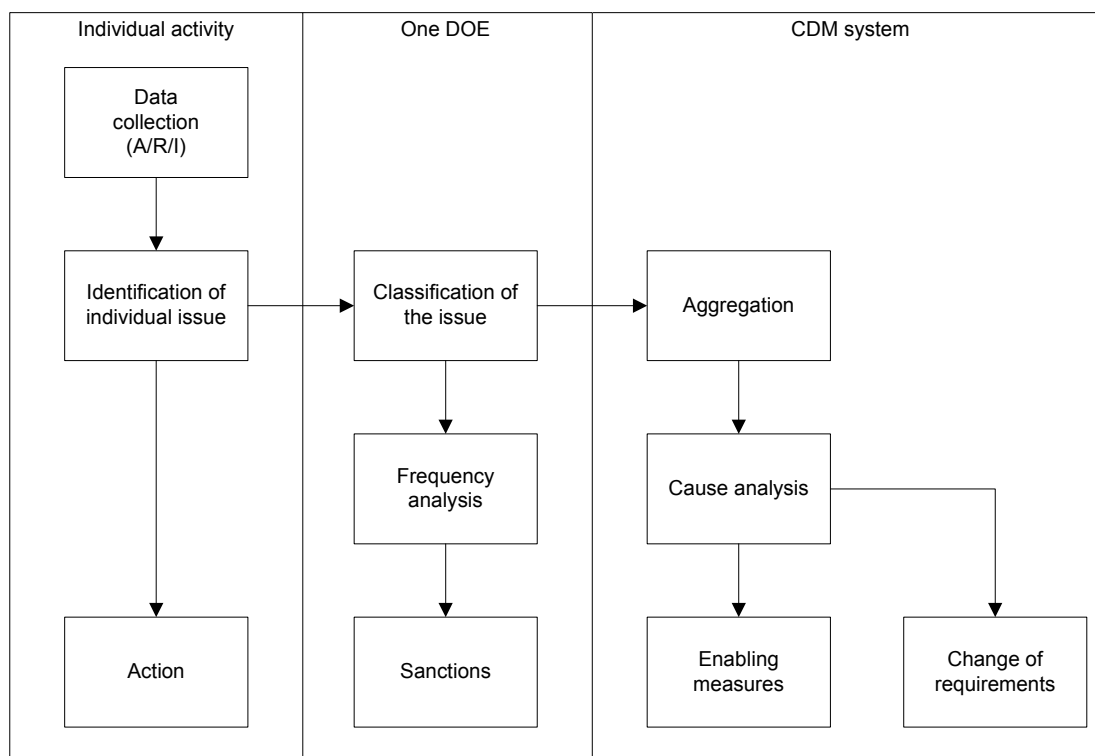 Individual activity
One DOE
CDM system
Data
collection
(A/R/I)
Identification of
individual issue
Classification of
the issue
Aggregation
Frequency
analysis
Cause analysis
Action
Sanctions
Enabling
measures
Change of
requirements